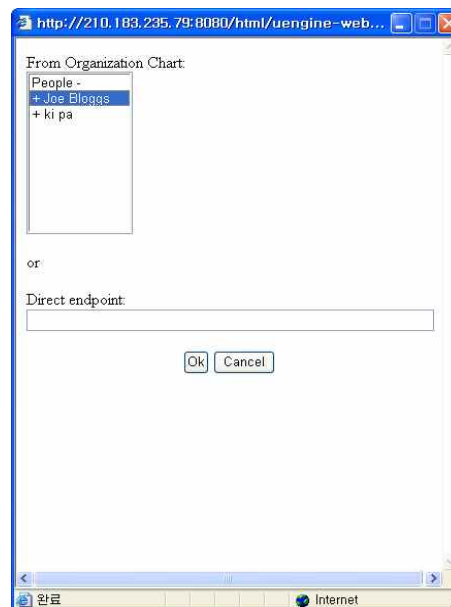 http://210.183.235.79:8080/html/uengine-web...
From Organization Chart:
People -
+ Joe Bloggs
+ ki pa
or
Direct endpoint:
Ok Cancel
완료 Internet